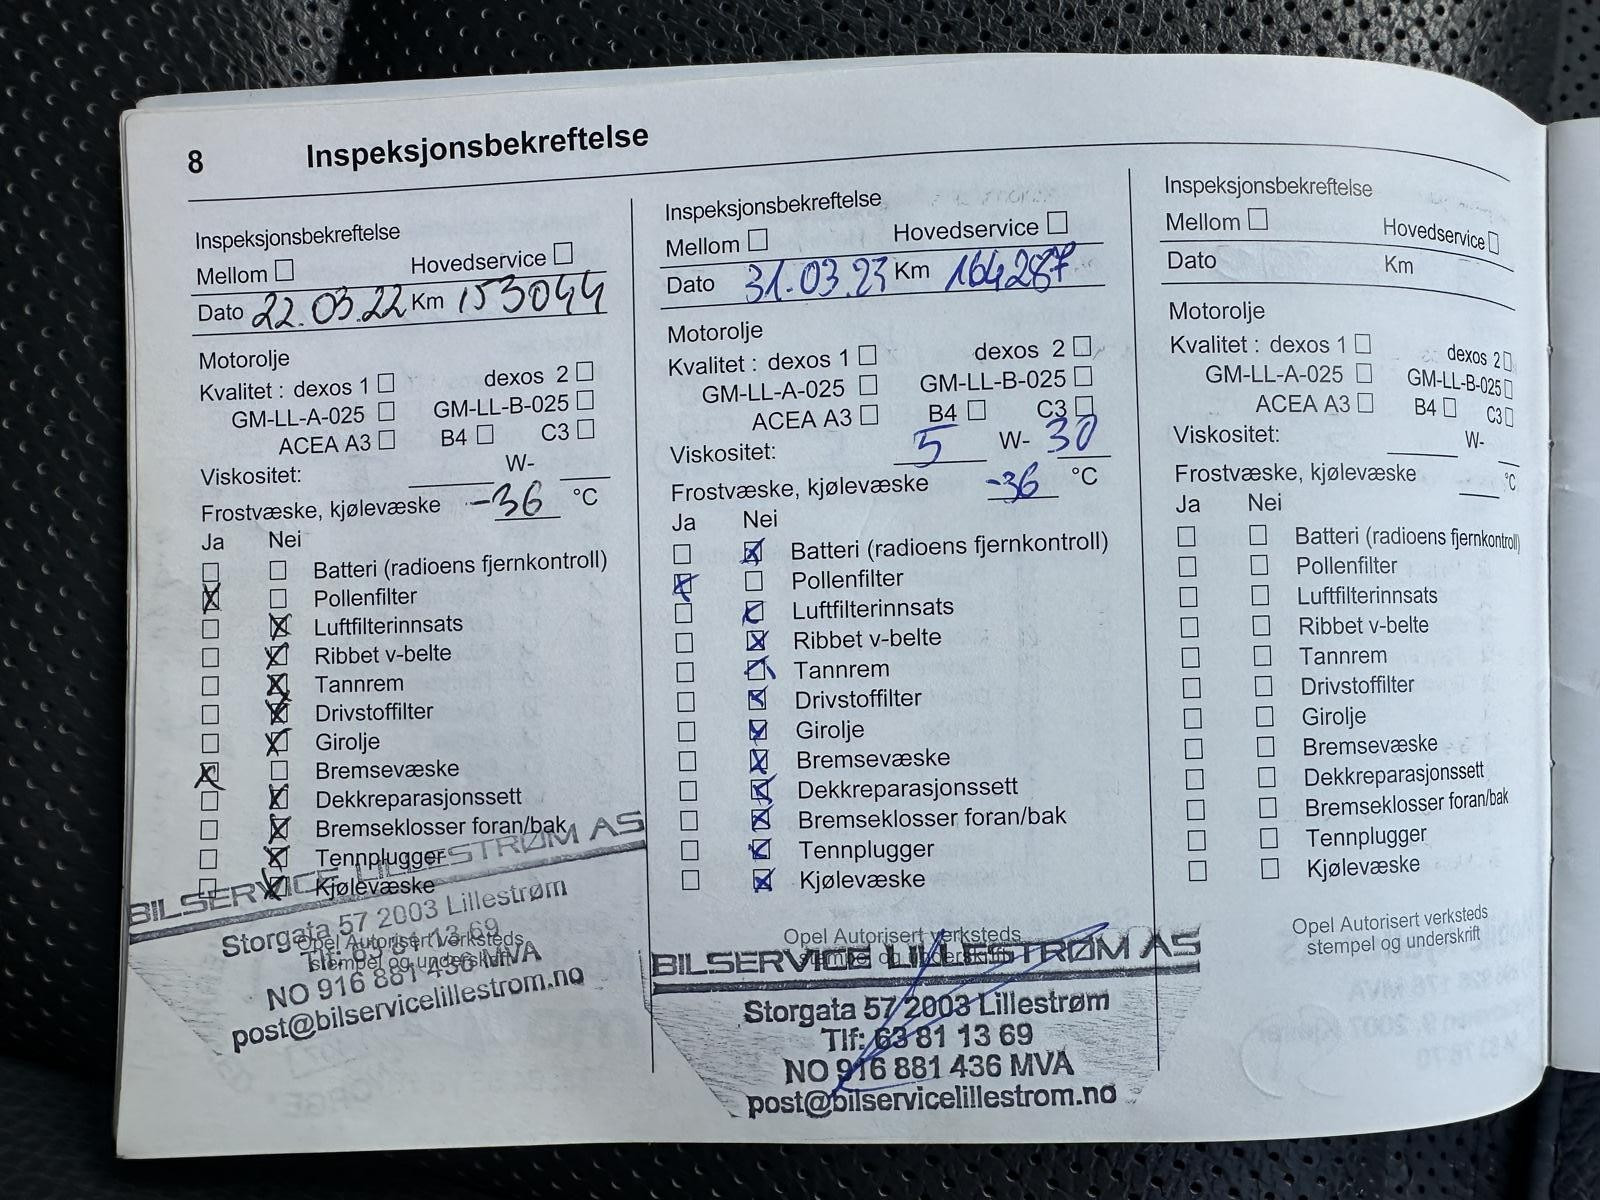 8 Inspeksjonsbekreftelse
Inspeksjonsbekreftelse
Mellom Hovedservice
Dato 22.03.22 Km 153044
Motorolje
Kvalitet : dexos 1 dexos 2
GM-LL-A-025 GM-LL-B-025
ACEA A3 B4 C3
Viskositet: W-
Frostvæske, kjølevæske -36 °C
Ja Nei
Batteri (radioens fjernkontroll)
Pollenfilter
Luftfilterinnsats
Ribbet v-belte
Tannrem
Drivstoffilter
Girolje
Bremsevæske
Dekkreparasjonssett
Bremseklosser foran/bak
Tennplugger
Kjølevæske
Opel Autorisert verksteds
stempel og underskrift
BILSERVICE LILLESTRØM AS
Storgata 57 2003 Lillestrøm
Tlf: 63 81 13 69
NO 916 881 436 MVA
post@bilservicelillestrom.no
Inspeksjonsbekreftelse
Mellom Hovedservice
Dato 31.03.23 Km 164287
Motorolje
Kvalitet : dexos 1 dexos 2
GM-LL-A-025 GM-LL-B-025
ACEA A3 B4 C3
Viskositet: 5 W- 30
Frostvæske, kjølevæske -36 °C
Ja Nei
Batteri (radioens fjernkontroll)
Pollenfilter
Luftfilterinnsats
Ribbet v-belte
Tannrem
Drivstoffilter
Girolje
Bremsevæske
Dekkreparasjonssett
Bremseklosser foran/bak
Tennplugger
Kjølevæske
Opel Autorisert verksteds
stempel og underskrift
BILSERVICE LILLESTRØM AS
Storgata 57 2003 Lillestrøm
Tlf: 63 81 13 69
NO 916 881 436 MVA
post@bilservicelillestrom.no
Inspeksjonsbekreftelse
Mellom Hovedservice
Dato Km
Motorolje
Kvalitet : dexos 1 dexos 2
GM-LL-A-025 GM-LL-B-025
ACEA A3 B4 C3
Viskositet: W-
Frostvæske, kjølevæske °C
Ja Nei
Batteri (radioens fjernkontroll)
Pollenfilter
Luftfilterinnsats
Ribbet v-belte
Tannrem
Drivstoffilter
Girolje
Bremsevæske
Dekkreparasjonssett
Bremseklosser foran/bak
Tennplugger
Kjølevæske
Opel Autorisert verksteds
stempel og underskrift